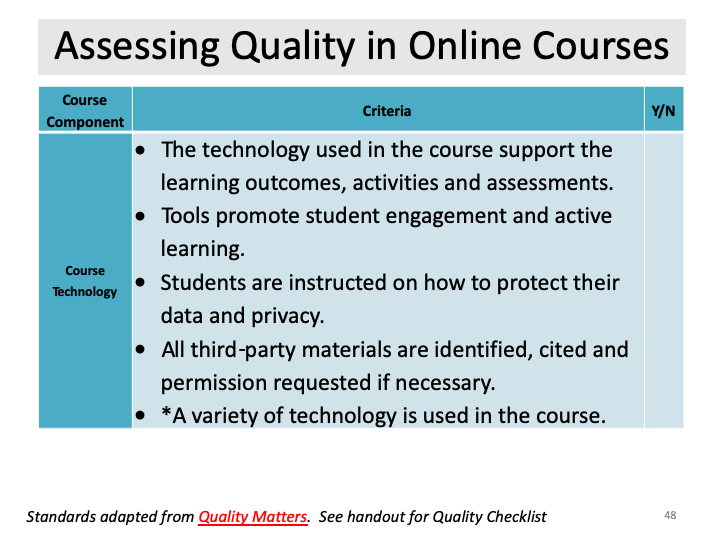 Assessing Quality in Online Courses
Course
Component
Criteria
Y/N
Course
Technology
• The technology used in the course support the
learning outcomes, activities and assessments.
• Tools promote student engagement and active
learning.
• Students are instructed on how to protect their
data and privacy.
• All third-party materials are identified, cited and
permission requested if necessary.
• *A variety of technology is used in the course.
Standards adapted from Quality Matters. See handout for Quality Checklist
48